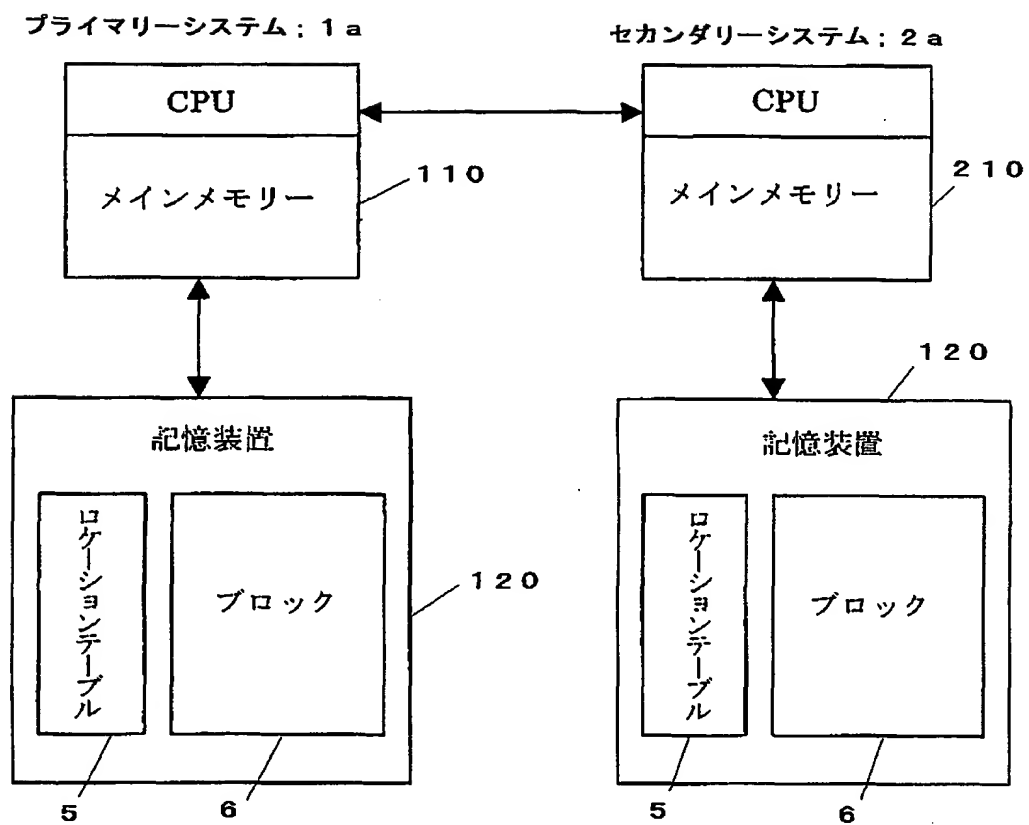 プライマリーシステム；１ａ
CPU
メインメモリー
１１０
記憶装置
ロケーションテーブル
ブロック
１２０
５
６
セカンダリーシステム；２ａ
CPU
メインメモリー
２１０
１２０
記憶装置
ロケーションテーブル
ブロック
５
６